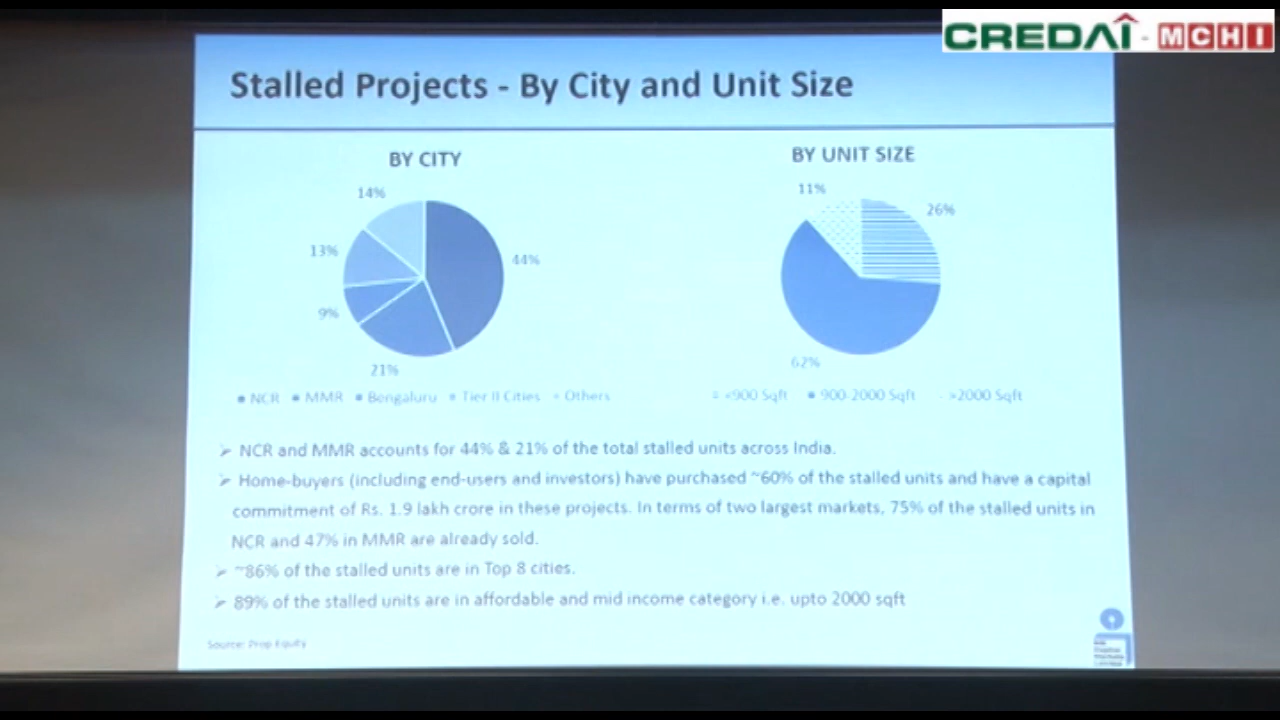 CREDAI - MCHI
Stalled Projects - By City and Unit Size
BY CITY
14%
13%
44%
9%
21%
NCR MMR Bengaluru Tier II Cities Others
BY UNIT SIZE
11%
26%
62%
<900 Sqft 900-2000 Sqft >2000 Sqft
NCR and MMR accounts for 44% & 21% of the total stalled units across India.
Home-buyers (including end-users and investors) have purchased ~60% of the stalled units and have a capital
commitment of Rs. 1.9 lakh crore in these projects. In terms of two largest markets, 75% of the stalled units in
NCR and 47% in MMR are already sold.
~86% of the stalled units are in Top 8 cities.
89% of the stalled units are in affordable and mid income category i.e. upto 2000 sqft
Source: Prop Equity